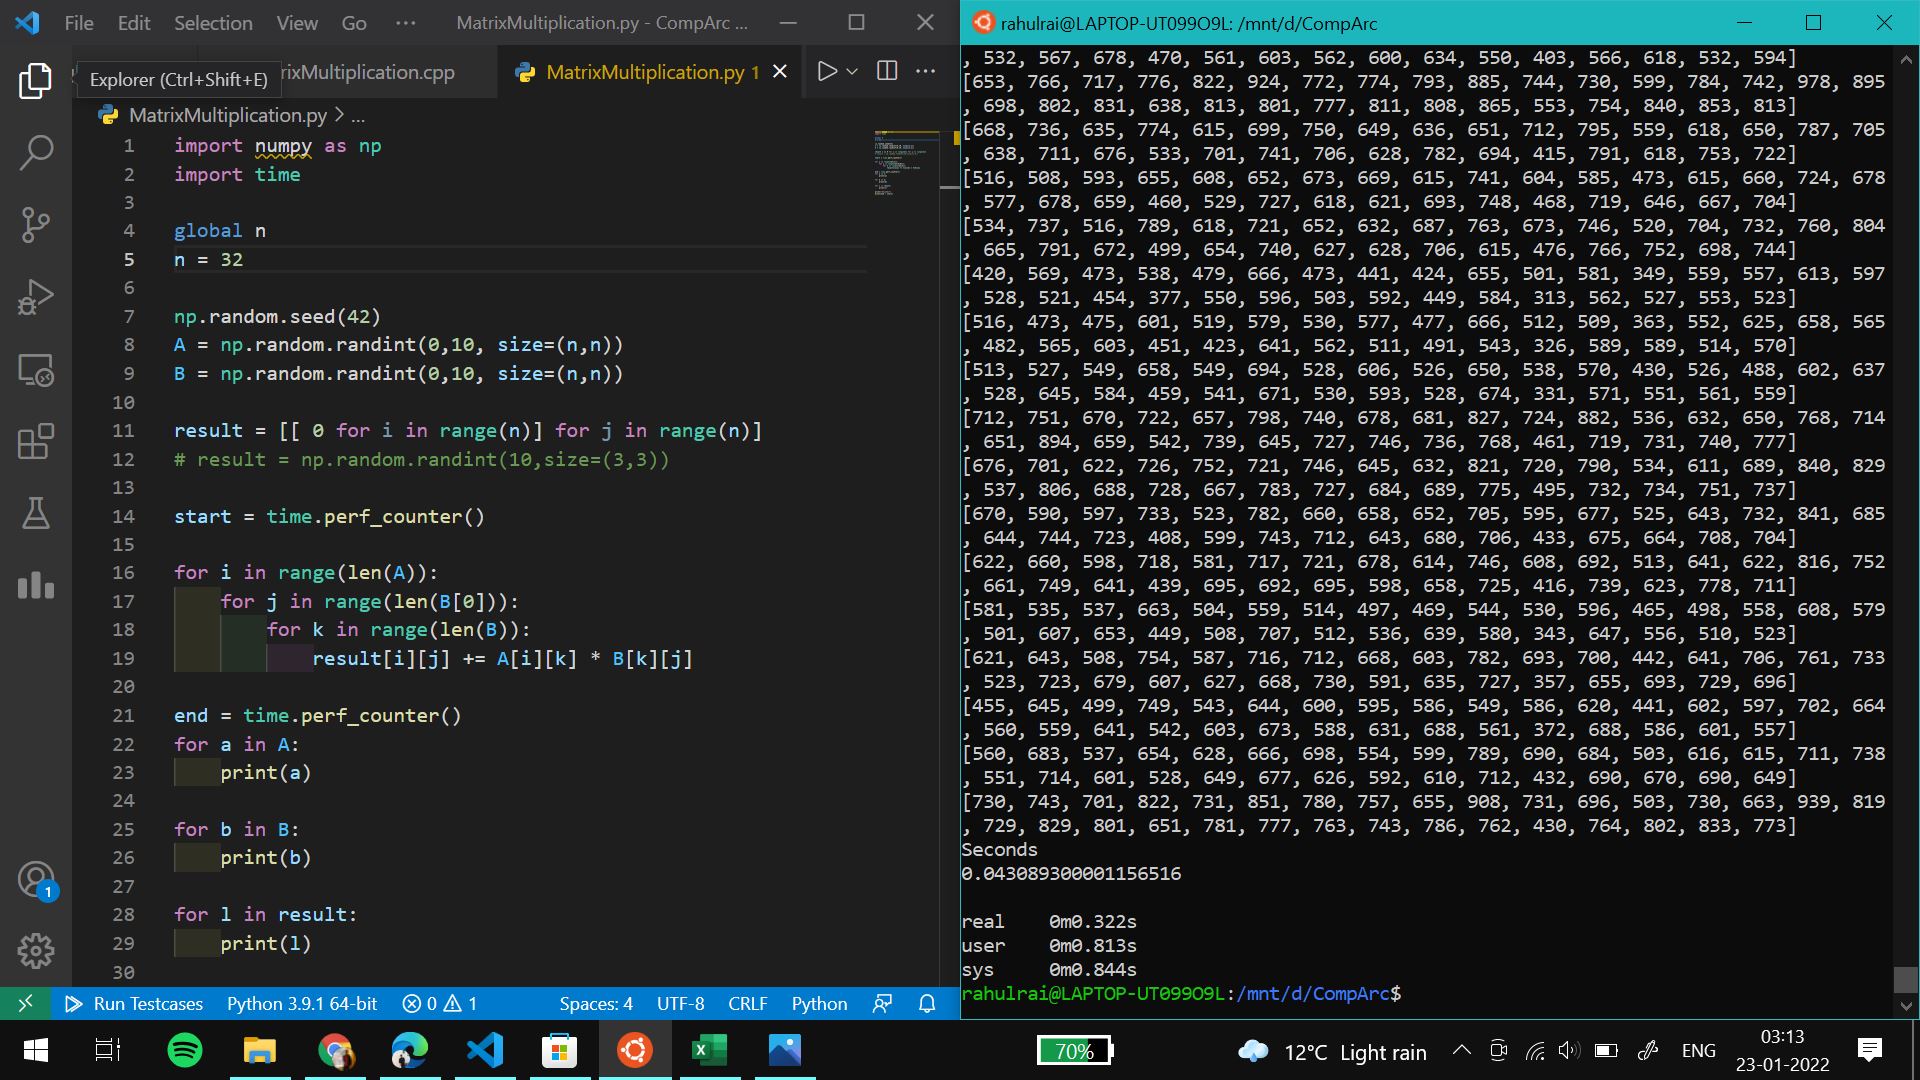 File Edit Selection View Go ··· MatrixMultiplication.py - CompArc ...
Explorer (Ctrl+Shift+E)
rixMultiplication.cpp
MatrixMultiplication.py 1
MatrixMultiplication.py > ...
1 import numpy as np
2 import time
3
4 global n
5 n = 32
6
7 np.random.seed(42)
8 A = np.random.randint(0,10, size=(n,n))
9 B = np.random.randint(0,10, size=(n,n))
10
11 result = [[ 0 for i in range(n)] for j in range(n)]
12 # result = np.random.randint(10,size=(3,3))
13
14 start = time.perf_counter()
15
16 for i in range(len(A)):
17 for j in range(len(B[0])):
18 for k in range(len(B)):
19 result[i][j] += A[i][k] * B[k][j]
20
21 end = time.perf_counter()
22 for a in A:
23 print(a)
24
25 for b in B:
26 print(b)
27
28 for l in result:
29 print(l)
30
1
Run Testcases Python 3.9.1 64-bit 0 1 Spaces: 4 UTF-8 CRLF Python
rahulrai@LAPTOP-UT099O9L: /mnt/d/CompArc
, 532, 567, 678, 470, 561, 603, 562, 600, 634, 550, 403, 566, 618, 532, 594]
[653, 766, 717, 776, 822, 924, 772, 774, 793, 885, 744, 730, 599, 784, 742, 978, 895
, 698, 802, 831, 638, 813, 801, 777, 811, 808, 865, 553, 754, 840, 853, 813]
[668, 736, 635, 774, 615, 699, 750, 649, 636, 651, 712, 795, 559, 618, 650, 787, 705
, 638, 711, 676, 533, 701, 741, 706, 628, 782, 694, 415, 791, 618, 753, 722]
[516, 508, 593, 655, 608, 652, 673, 669, 615, 741, 604, 585, 473, 615, 660, 724, 678
, 577, 678, 659, 460, 529, 727, 618, 621, 693, 748, 468, 719, 646, 667, 704]
[534, 737, 516, 789, 618, 721, 652, 632, 687, 763, 673, 746, 520, 704, 732, 760, 804
, 665, 791, 672, 499, 654, 740, 627, 628, 706, 615, 476, 766, 752, 698, 744]
[420, 569, 473, 538, 479, 666, 473, 441, 424, 655, 501, 581, 349, 559, 557, 613, 597
, 528, 521, 454, 377, 550, 596, 503, 592, 449, 584, 313, 562, 527, 553, 523]
[516, 473, 475, 601, 519, 579, 530, 577, 477, 666, 512, 509, 363, 552, 625, 658, 565
, 482, 565, 603, 451, 423, 641, 562, 511, 491, 543, 326, 589, 589, 514, 570]
[513, 527, 549, 658, 549, 694, 528, 606, 526, 650, 538, 570, 430, 526, 488, 602, 637
, 528, 645, 584, 459, 541, 671, 530, 593, 528, 674, 331, 571, 551, 561, 559]
[712, 751, 670, 722, 657, 798, 740, 678, 681, 827, 724, 882, 536, 632, 650, 768, 714
, 651, 894, 659, 542, 739, 645, 727, 746, 736, 768, 461, 719, 731, 740, 777]
[676, 701, 622, 726, 752, 721, 746, 645, 632, 821, 720, 790, 534, 611, 689, 840, 829
, 537, 806, 688, 728, 667, 783, 727, 684, 689, 775, 495, 732, 734, 751, 737]
[670, 590, 597, 733, 523, 782, 660, 658, 652, 705, 595, 677, 525, 643, 732, 841, 685
, 644, 744, 723, 408, 599, 743, 712, 643, 680, 706, 433, 675, 664, 708, 704]
[622, 660, 598, 718, 581, 717, 721, 678, 614, 746, 608, 692, 513, 641, 622, 816, 752
, 661, 749, 641, 439, 695, 692, 695, 598, 658, 725, 416, 739, 623, 778, 711]
[581, 535, 537, 663, 504, 559, 514, 497, 469, 544, 530, 596, 465, 498, 558, 608, 579
, 501, 607, 653, 449, 508, 707, 512, 536, 639, 580, 343, 647, 556, 510, 523]
[621, 643, 508, 754, 587, 716, 712, 668, 603, 782, 693, 700, 442, 641, 706, 761, 733
, 523, 723, 679, 607, 627, 668, 730, 591, 635, 727, 357, 655, 693, 729, 696]
[455, 645, 499, 749, 543, 644, 600, 595, 586, 549, 586, 620, 441, 602, 597, 702, 664
, 560, 559, 641, 542, 603, 673, 588, 631, 688, 561, 372, 688, 586, 601, 557]
[560, 683, 537, 654, 628, 666, 698, 554, 599, 789, 690, 684, 503, 616, 615, 711, 738
, 551, 714, 601, 528, 649, 677, 626, 592, 610, 712, 432, 690, 670, 690, 649]
[730, 743, 701, 822, 731, 851, 780, 757, 655, 908, 731, 696, 503, 730, 663, 939, 819
, 729, 829, 801, 651, 781, 777, 763, 743, 786, 762, 430, 764, 802, 833, 773]
Seconds
0.043089300001156516
real 0m0.322s
user 0m0.813s
sys 0m0.844s
rahulrai@LAPTOP-UT099O9L:/mnt/d/CompArc$
70% 12°C Light rain ENG 03:13
23-01-2022